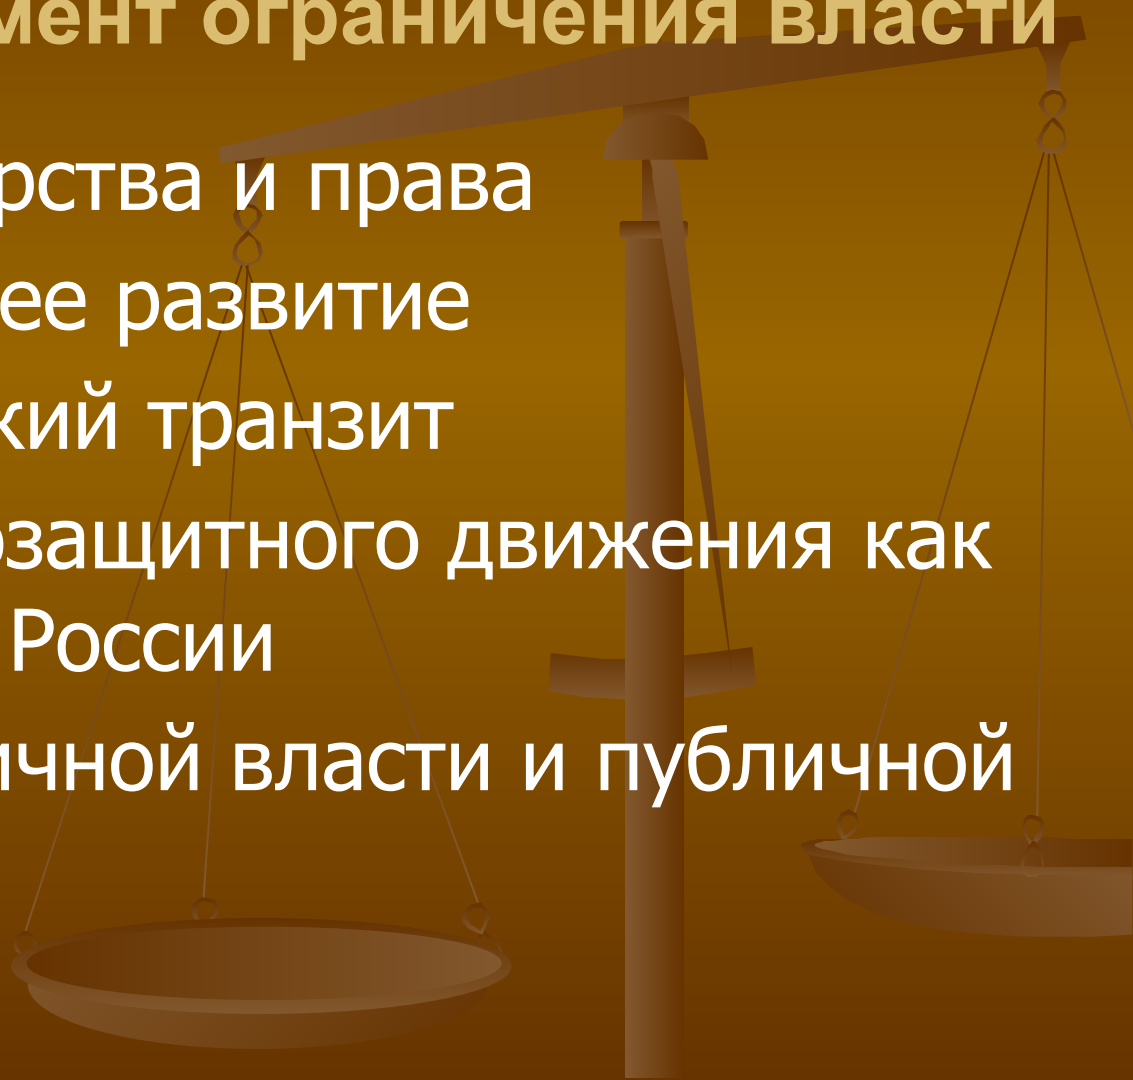 мент ограничения власти
рства и права
ее развитие
кий транзит
озащитного движения как
России
ичной власти и публичной